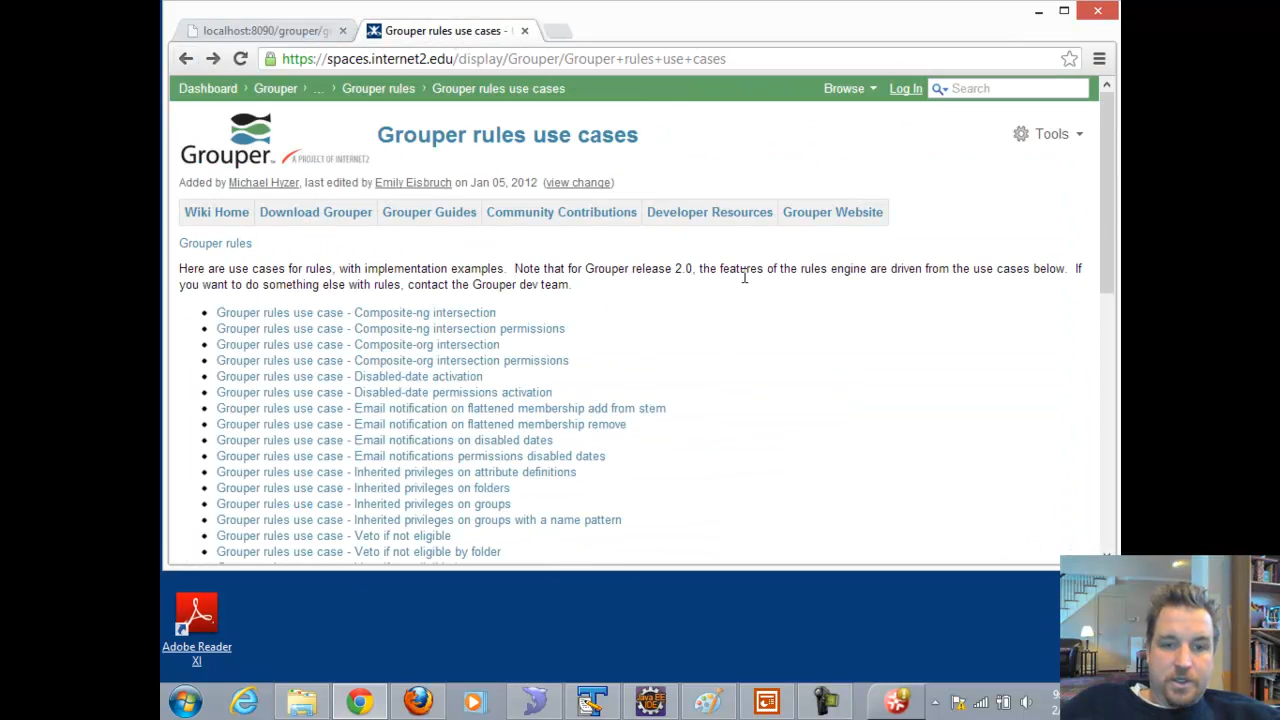 localhost:8090/grouper/g
Grouper rules use cases -
https://spaces.internet2.edu/display/Grouper/Grouper+rules+use+cases
Dashboard › Grouper › ... › Grouper rules › Grouper rules use cases Browse Log In Search
Grouper
A PROJECT OF INTERNET2
Grouper rules use cases
Tools
Added by Michael Hyzer, last edited by Emily Eisbruch on Jan 05, 2012 (view change)
Wiki Home Download Grouper Grouper Guides Community Contributions Developer Resources Grouper Website
Grouper rules
Here are use cases for rules, with implementation examples. Note that for Grouper release 2.0, the features of the rules engine are driven from the use cases below. If
you want to do something else with rules, contact the Grouper dev team.
Grouper rules use case - Composite-ng intersection
Grouper rules use case - Composite-ng intersection permissions
Grouper rules use case - Composite-org intersection
Grouper rules use case - Composite-org intersection permissions
Grouper rules use case - Disabled-date activation
Grouper rules use case - Disabled-date permissions activation
Grouper rules use case - Email notification on flattened membership add from stem
Grouper rules use case - Email notification on flattened membership remove
Grouper rules use case - Email notifications on disabled dates
Grouper rules use case - Email notifications permissions disabled dates
Grouper rules use case - Inherited privileges on attribute definitions
Grouper rules use case - Inherited privileges on folders
Grouper rules use case - Inherited privileges on groups
Grouper rules use case - Inherited privileges on groups with a name pattern
Grouper rules use case - Veto if not eligible
Grouper rules use case - Veto if not eligible by folder
Adobe Reader
XI